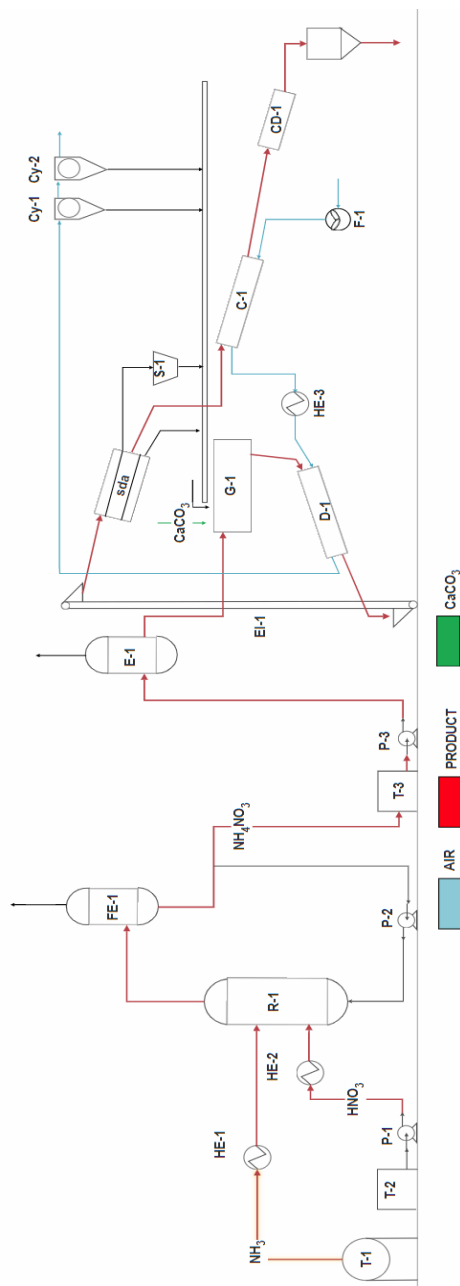 Cy-1
Cy-2
sda
S-1
CD-1
C-1
F-1
HE-3
CaCO₃
G-1
D-1
El-1
E-1
P-3
T-3
NH₄NO₃
FE-1
P-2
R-1
HE-2
HE-1
HNO₃
P-1
NH₃
T-2
T-1
AIR
PRODUCT
CaCO₃